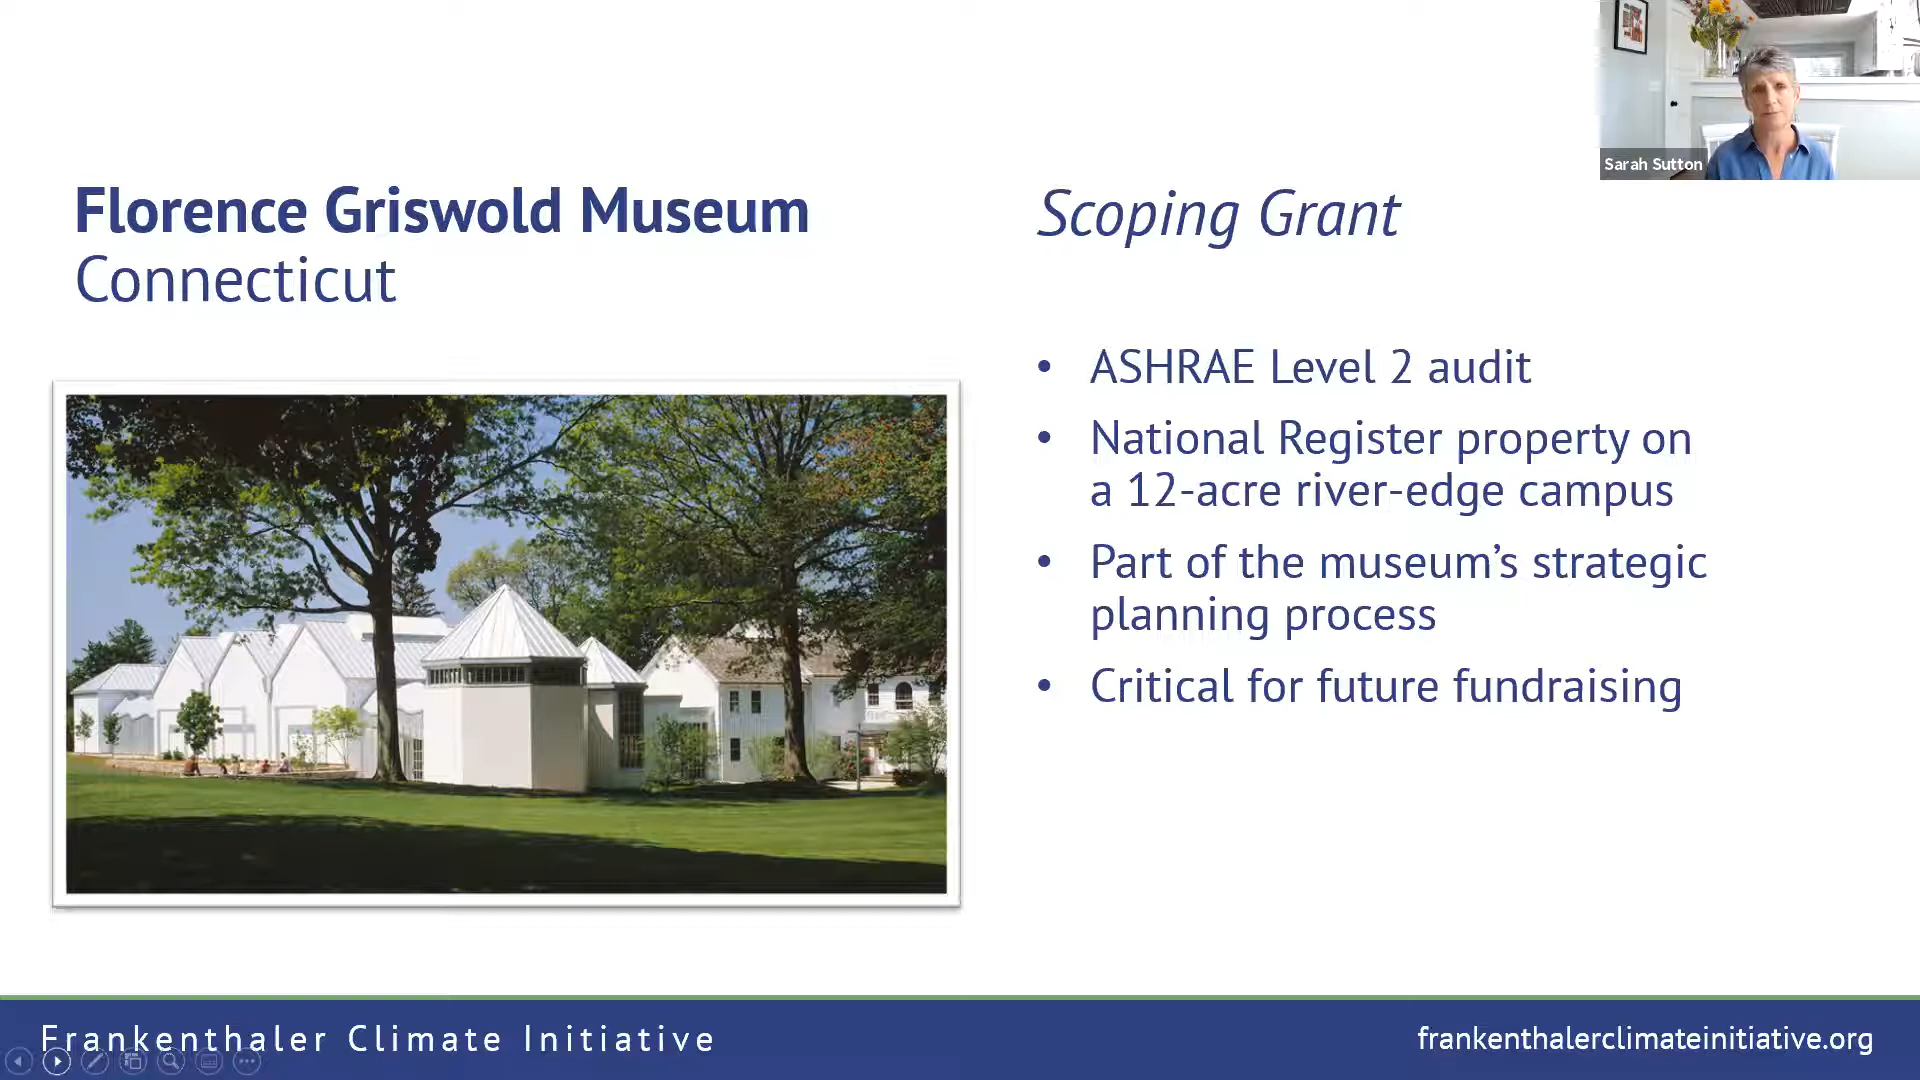 Sarah Sutton
Florence Griswold Museum
Connecticut
Scoping Grant
• ASHRAE Level 2 audit
• National Register property on
a 12-acre river-edge campus
• Part of the museum’s strategic
planning process
• Critical for future fundraising
Frankenthaler Climate Initiative
frankenthalerclimateinitiative.org